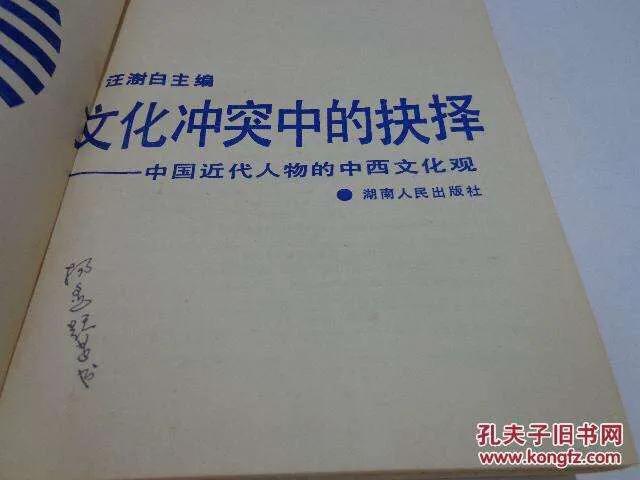 汪澍白主编
文化冲突中的抉择
——中国近代人物的中西文化观
●湖南人民出版社
孔夫子旧书网
www.kongfz.com